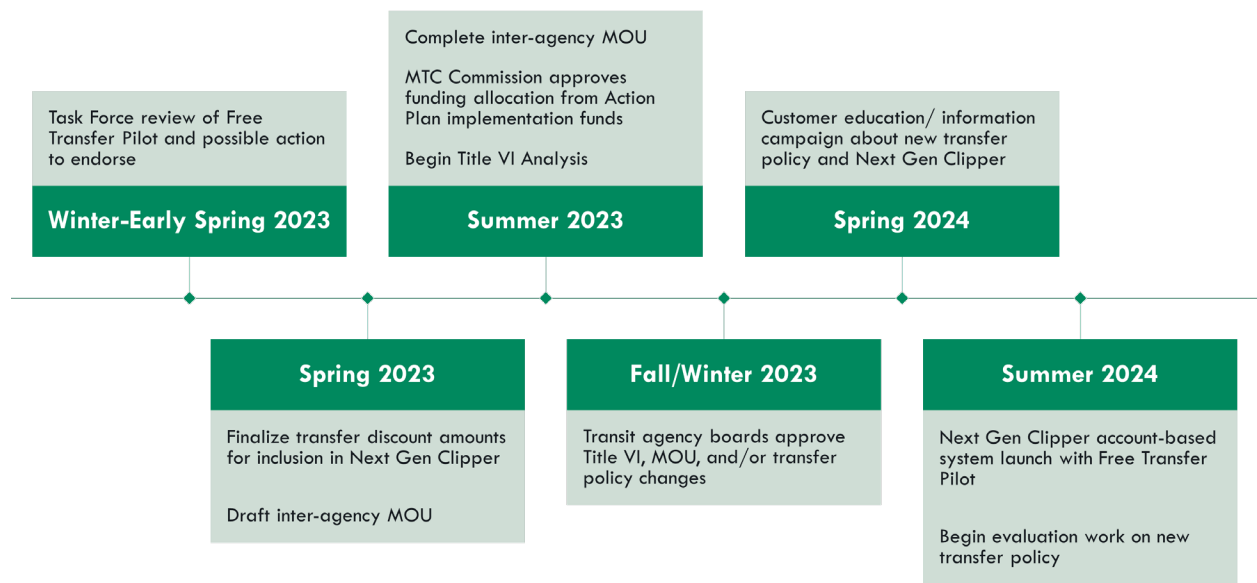 Task Force review of Free
Transfer Pilot and possible action
to endorse
Winter-Early Spring 2023
Spring 2023
Finalize transfer discount amounts
for inclusion in Next Gen Clipper
Draft inter-agency MOU
Complete inter-agency MOU
MTC Commission approves
funding allocation from Action
Plan implementation funds
Begin Title VI Analysis
Summer 2023
Fall/Winter 2023
Transit agency boards approve
Title VI, MOU, and/or transfer
policy changes
Customer education/ information
campaign about new transfer
policy and Next Gen Clipper
Spring 2024
Summer 2024
Next Gen Clipper account-based
system launch with Free Transfer
Pilot
Begin evaluation work on new
transfer policy